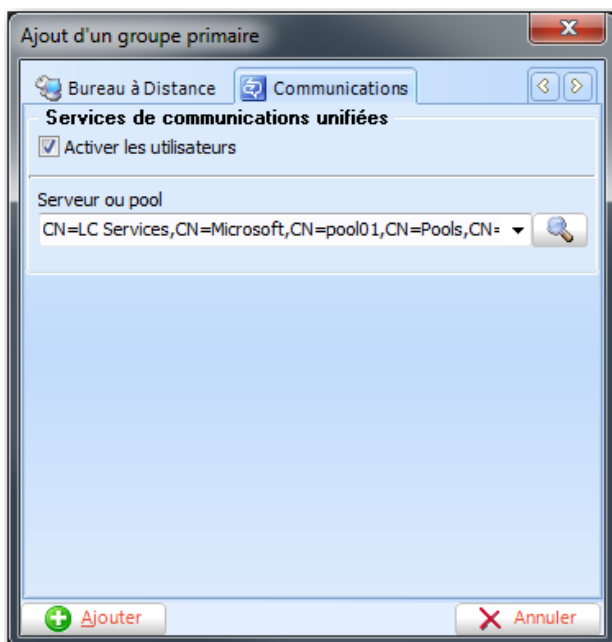 Ajout d'un groupe primaire
Bureau à Distance Communications
Services de communications unifiées
Activer les utilisateurs
Serveur ou pool
CN=LC Services,CN=Microsoft,CN=pool01,CN=Pools,CN=
Ajouter Annuler